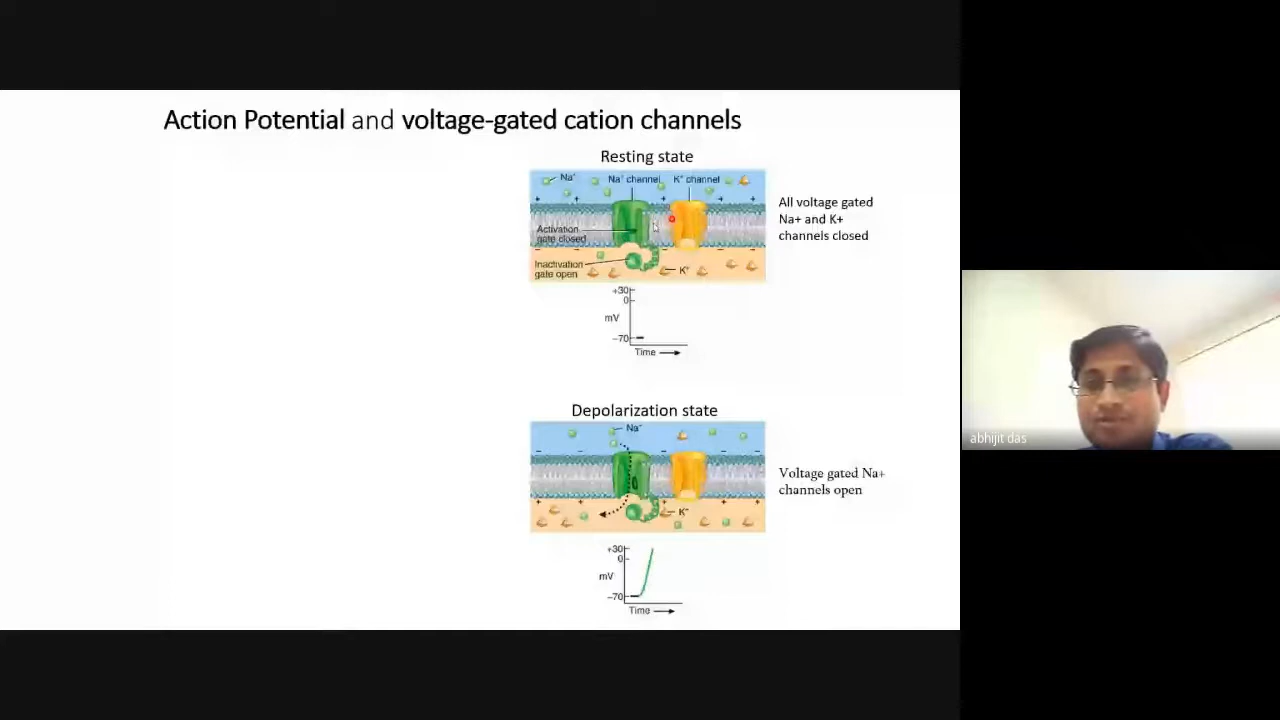 Action Potential and voltage-gated cation channels
Resting state
Na⁺
Na⁺ channel
K⁺ channel
Activation
gate closed
Inactivation
gate open
K⁺
All voltage gated
Na+ and K+
channels closed
+30
0
mV
−70
Time
Depolarization state
Na⁺
K⁺
Voltage gated Na+
channels open
+30
0
mV
−70
Time
abhijit das